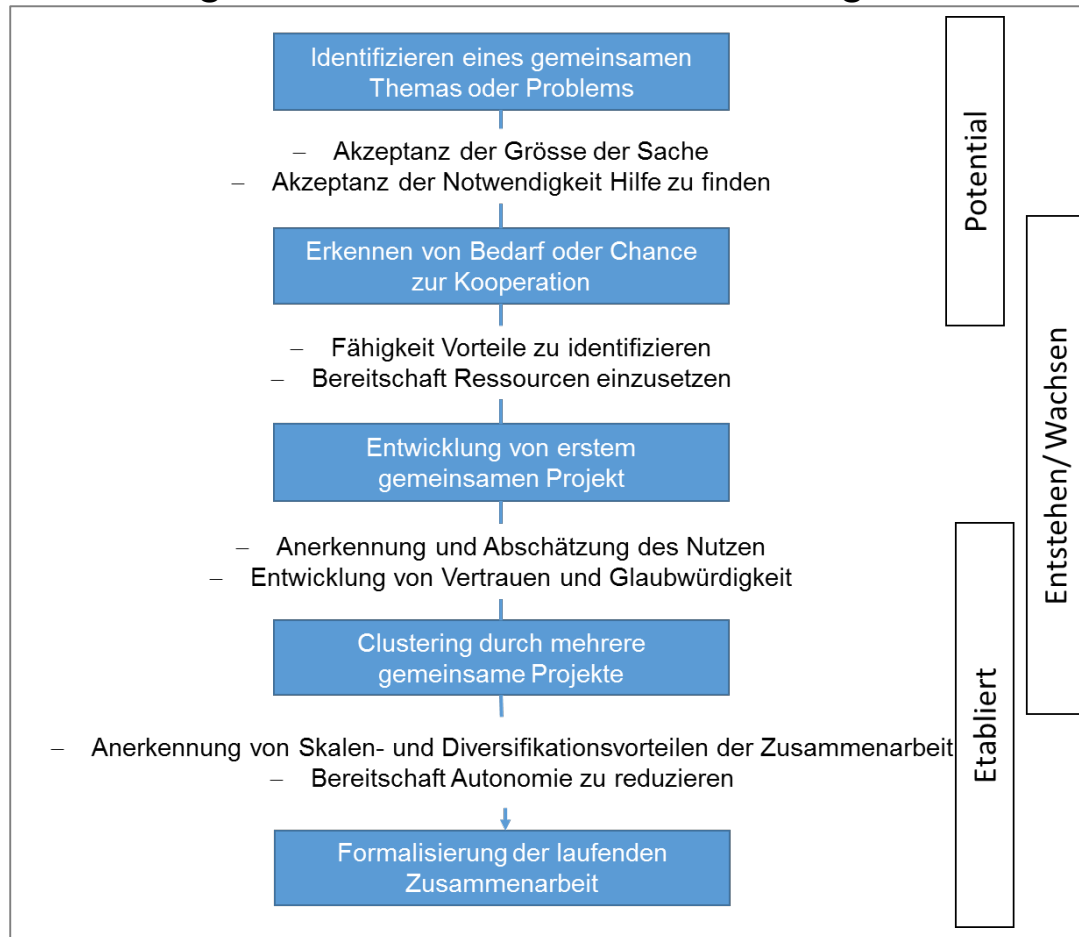 Identifizieren eines gemeinsamen
Themas oder Problems
– Akzeptanz der Grösse der Sache
– Akzeptanz der Notwendigkeit Hilfe zu finden
Erkennen von Bedarf oder Chance
zur Kooperation
– Fähigkeit Vorteile zu identifizieren
– Bereitschaft Ressourcen einzusetzen
Entwicklung von erstem
gemeinsamen Projekt
– Anerkennung und Abschätzung des Nutzen
– Entwicklung von Vertrauen und Glaubwürdigkeit
Clustering durch mehrere
gemeinsame Projekte
– Anerkennung von Skalen- und Diversifikationsvorteilen der Zusammenarbeit
– Bereitschaft Autonomie zu reduzieren
Formalisierung der laufenden
Zusammenarbeit
Potential
Entstehen/ Wachsen
Etabliert